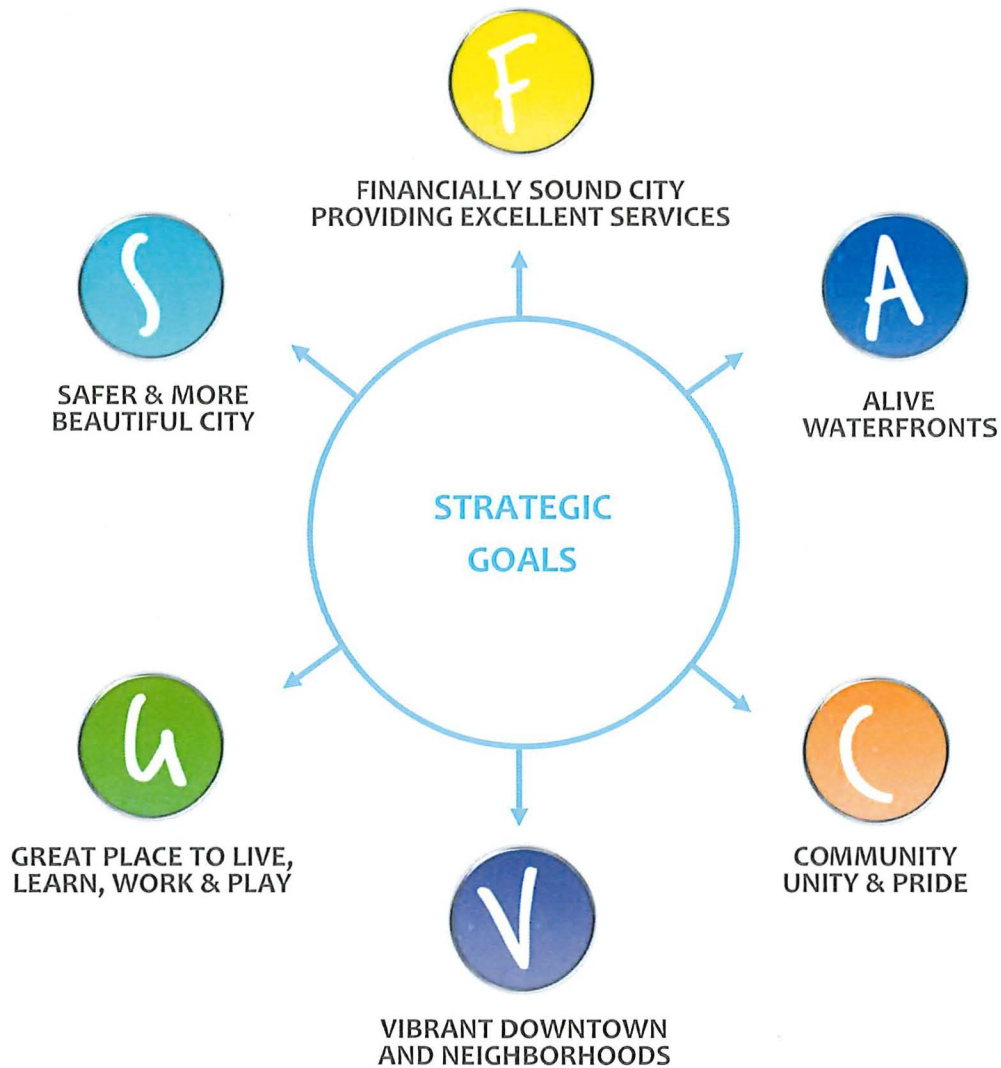 F
FINANCIALLY SOUND CITY
PROVIDING EXCELLENT SERVICES
S
SAFER & MORE
BEAUTIFUL CITY
A
ALIVE
WATERFRONTS
STRATEGIC
GOALS
G
GREAT PLACE TO LIVE,
LEARN, WORK & PLAY
C
COMMUNITY
UNITY & PRIDE
V
VIBRANT DOWNTOWN
AND NEIGHBORHOODS